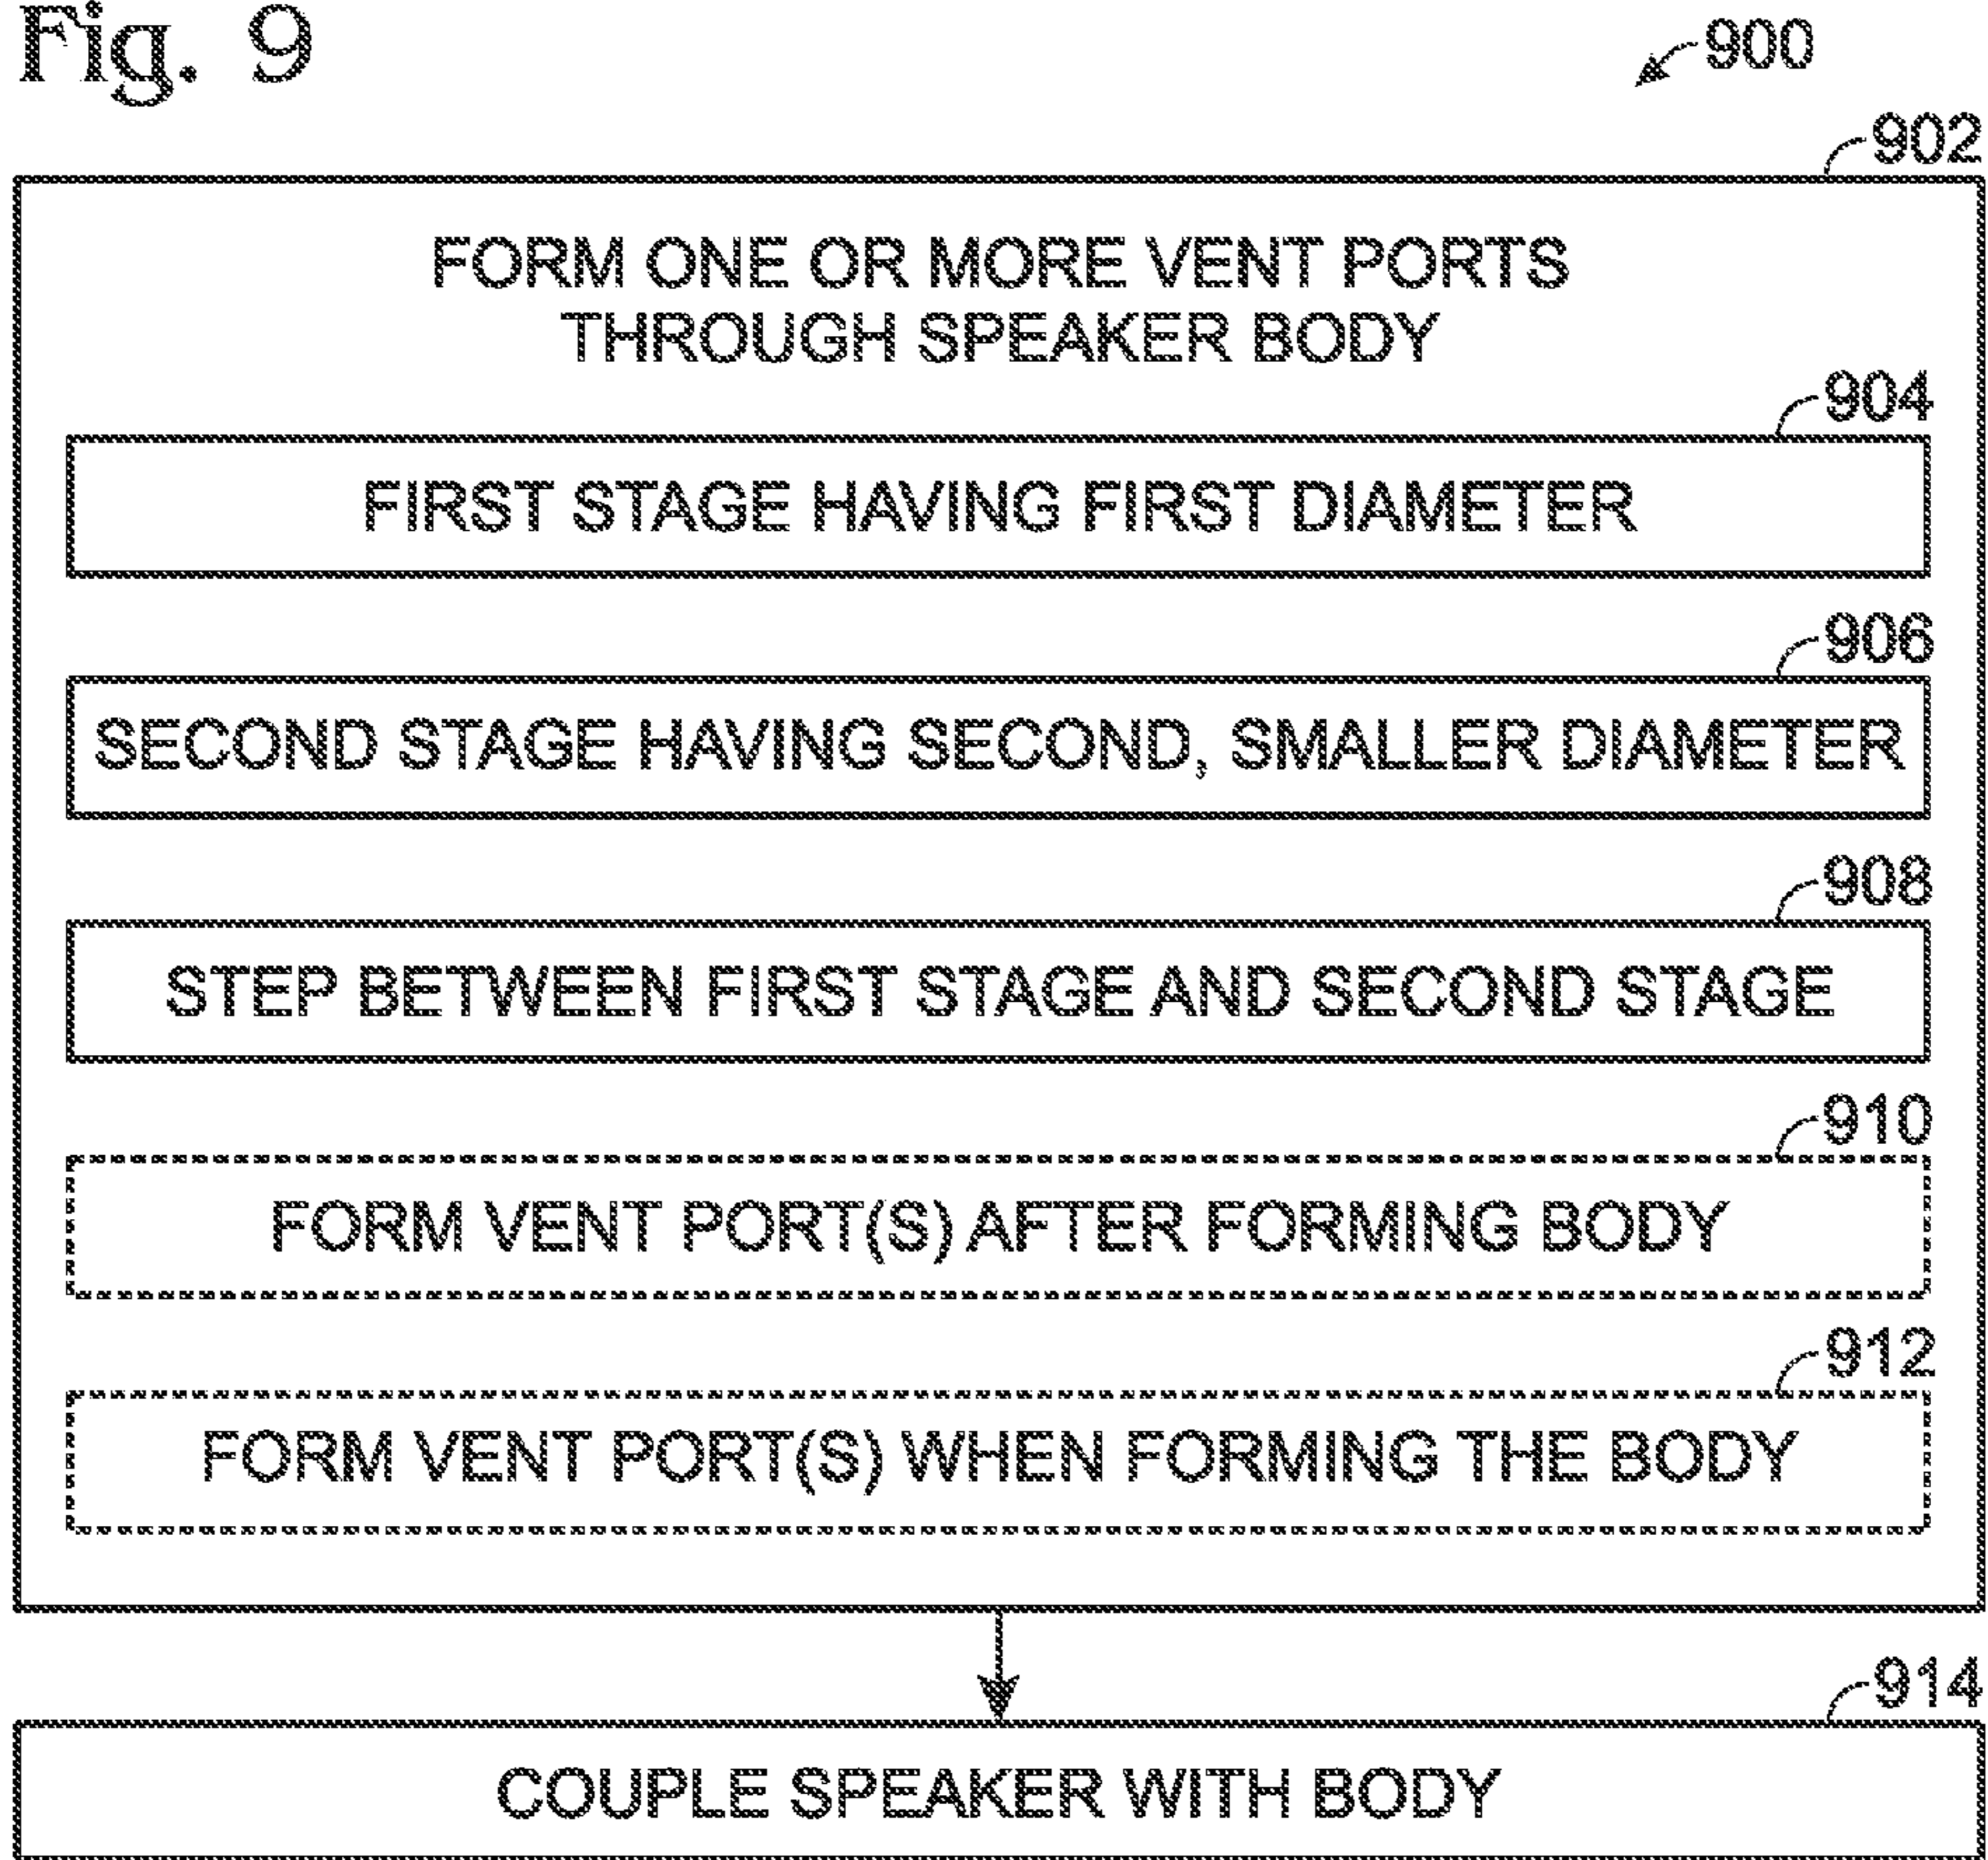 Fig. 9
900
902
FORM ONE OR MORE VENT PORTS
THROUGH SPEAKER BODY
904
FIRST STAGE HAVING FIRST DIAMETER
906
SECOND STAGE HAVING SECOND, SMALLER DIAMETER
908
STEP BETWEEN FIRST STAGE AND SECOND STAGE
910
FORM VENT PORT(S) AFTER FORMING BODY
912
FORM VENT PORT(S) WHEN FORMING THE BODY
914
COUPLE SPEAKER WITH BODY